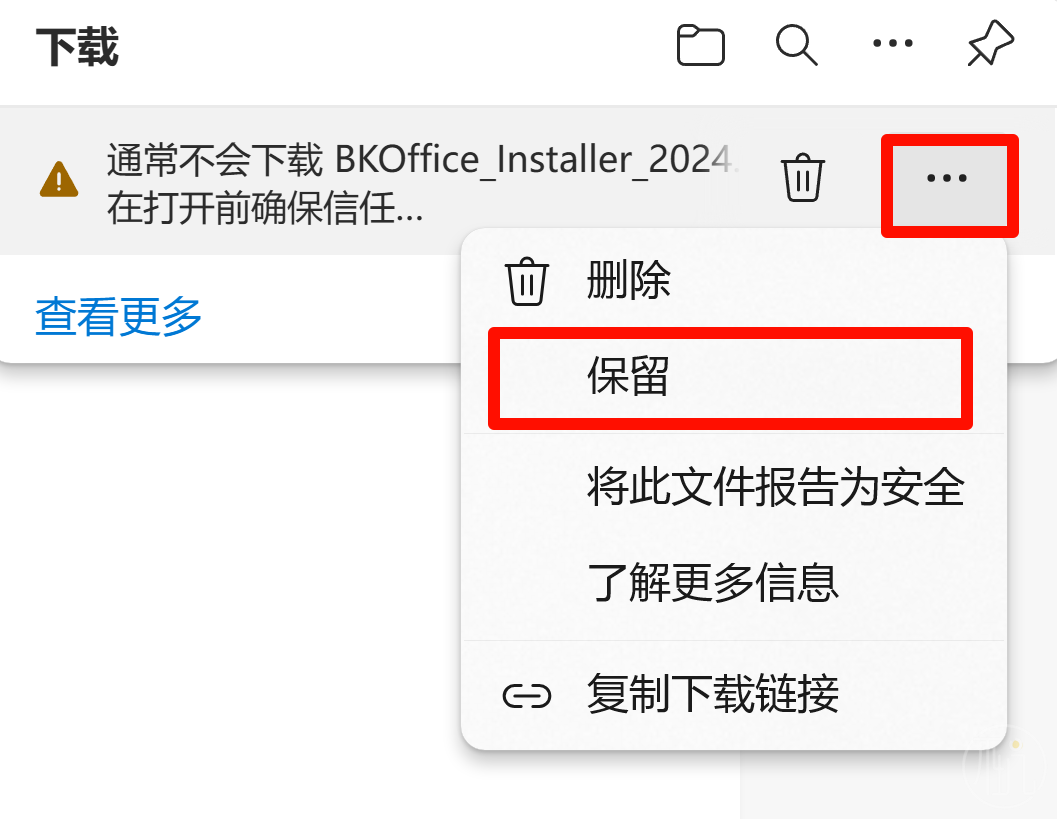 下载
通常不会下载 BKOffice_Installer_2024.
在打开前确保信任...
删除
查看更多
保留
将此文件报告为安全
了解更多信息
复制下载链接